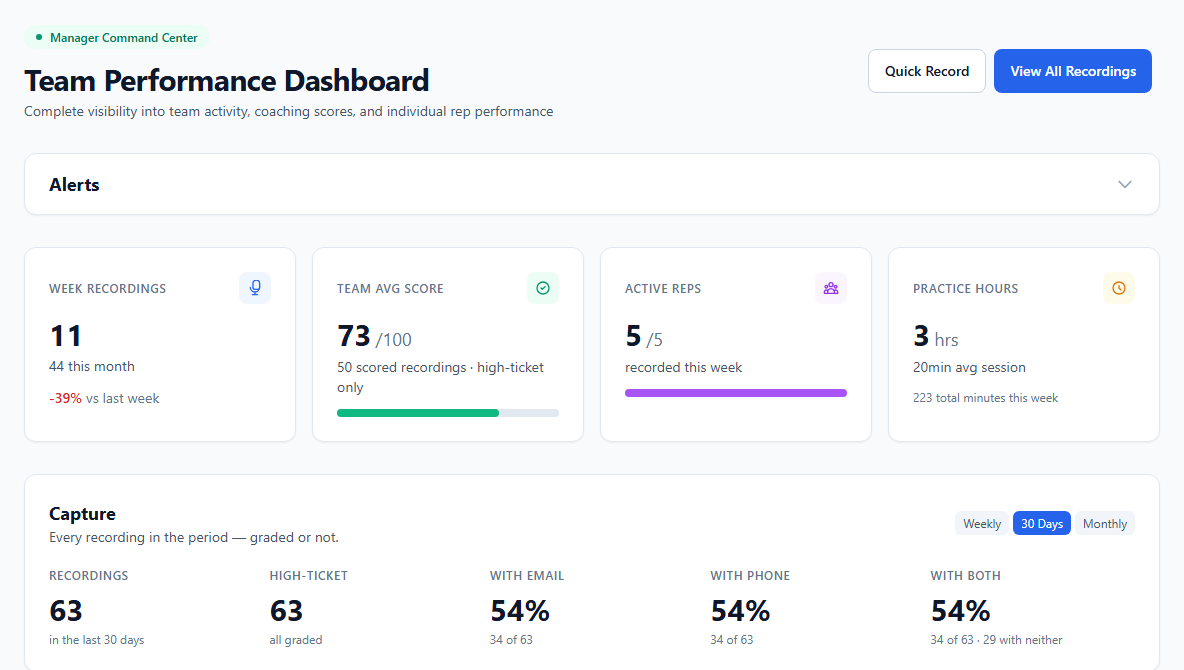 Manager Command Center
Team Performance Dashboard
Complete visibility into team activity, coaching scores, and individual rep performance
Quick Record
View All Recordings
Alerts
WEEK RECORDINGS
11
44 this month
-39% vs last week
TEAM AVG SCORE
73 /100
50 scored recordings · high-ticket
only
ACTIVE REPS
5 /5
recorded this week
PRACTICE HOURS
3 hrs
20min avg session
223 total minutes this week
Capture
Every recording in the period — graded or not.
Weekly
30 Days
Monthly
RECORDINGS
63
in the last 30 days
HIGH-TICKET
63
all graded
WITH EMAIL
54%
34 of 63
WITH PHONE
54%
34 of 63
WITH BOTH
54%
34 of 63 · 29 with neither